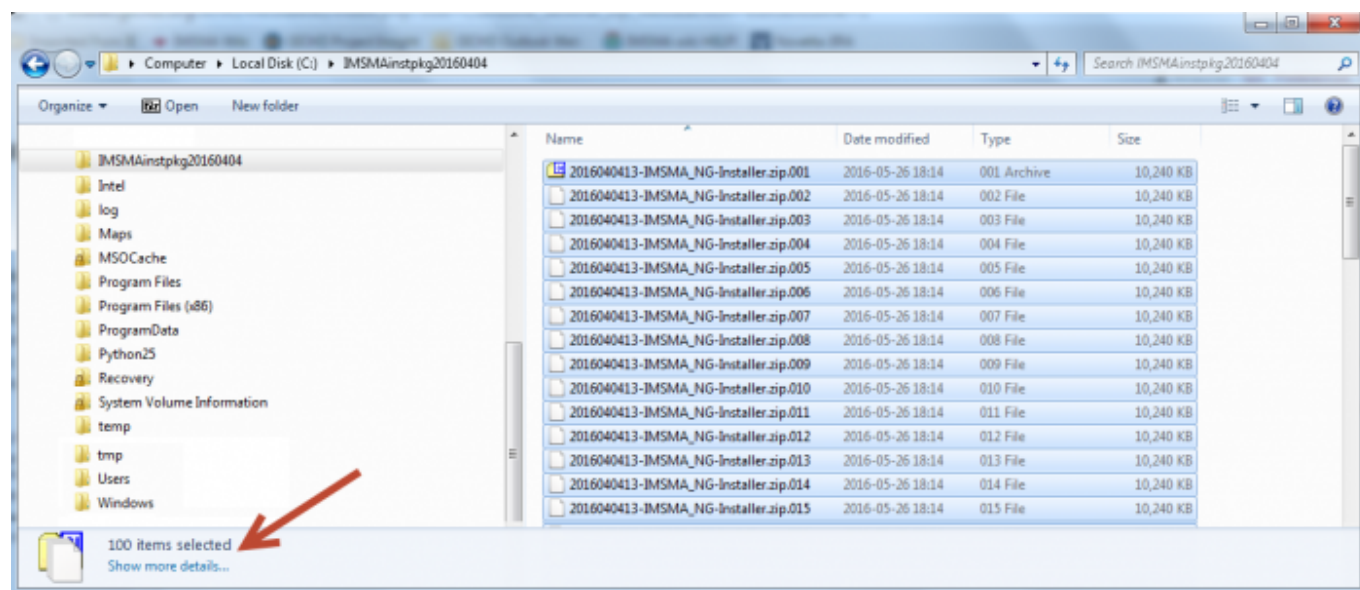 Computer Local Disk (C:) IMSMAinstpkg20160404 Search IMSMAinstpkg20160404
Organize Open New folder
Name Date modified Type Size
IMSMAinstpkg20160404
Intel
log
Maps
MSOCache
Program Files
Program Files (x86)
ProgramData
Python25
Recovery
System Volume Information
temp
tmp
Users
Windows
2016040413-IMSMA_NG-Installer.zip.001 2016-05-26 18:14 001 Archive 10,240 KB
2016040413-IMSMA_NG-Installer.zip.002 2016-05-26 18:14 002 File 10,240 KB
2016040413-IMSMA_NG-Installer.zip.003 2016-05-26 18:14 003 File 10,240 KB
2016040413-IMSMA_NG-Installer.zip.004 2016-05-26 18:14 004 File 10,240 KB
2016040413-IMSMA_NG-Installer.zip.005 2016-05-26 18:14 005 File 10,240 KB
2016040413-IMSMA_NG-Installer.zip.006 2016-05-26 18:14 006 File 10,240 KB
2016040413-IMSMA_NG-Installer.zip.007 2016-05-26 18:14 007 File 10,240 KB
2016040413-IMSMA_NG-Installer.zip.008 2016-05-26 18:14 008 File 10,240 KB
2016040413-IMSMA_NG-Installer.zip.009 2016-05-26 18:14 009 File 10,240 KB
2016040413-IMSMA_NG-Installer.zip.010 2016-05-26 18:14 010 File 10,240 KB
2016040413-IMSMA_NG-Installer.zip.011 2016-05-26 18:14 011 File 10,240 KB
2016040413-IMSMA_NG-Installer.zip.012 2016-05-26 18:14 012 File 10,240 KB
2016040413-IMSMA_NG-Installer.zip.013 2016-05-26 18:14 013 File 10,240 KB
2016040413-IMSMA_NG-Installer.zip.014 2016-05-26 18:14 014 File 10,240 KB
2016040413-IMSMA_NG-Installer.zip.015 2016-05-26 18:14 015 File 10,240 KB
100 items selected
Show more details...